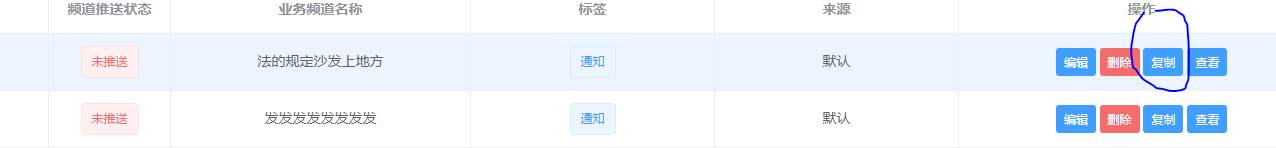 频道推送状态 业务频道名称 标签 来源 操作
未推送 法的规定沙发上地方 通知 默认 编辑 删除 复制 查看
未推送 发发发发发发发发 通知 默认 编辑 删除 复制 查看